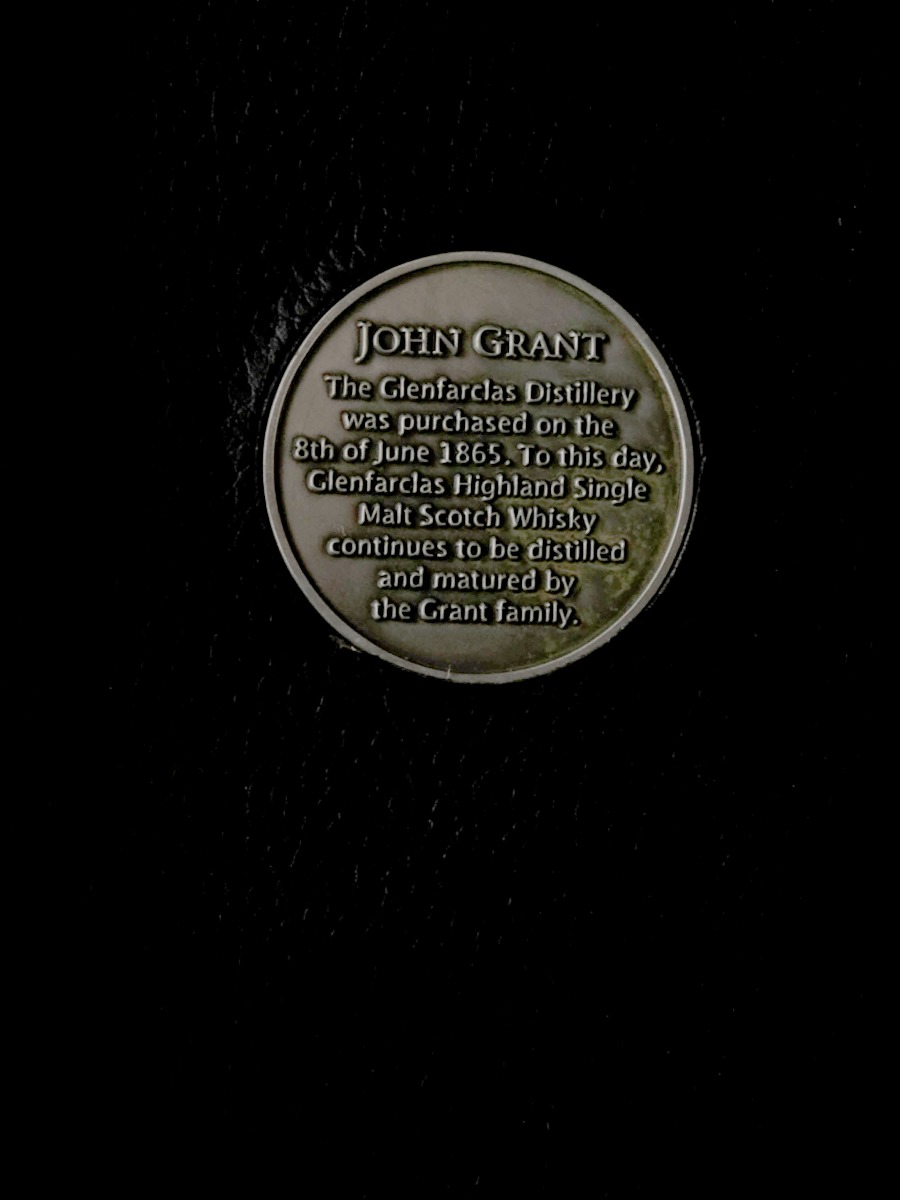 JOHN GRANT
The Glenfarclas Distillery
was purchased on the
8th of June 1865. To this day,
Glenfarclas Highland Single
Malt Scotch Whisky
continues to be distilled
and matured by
the Grant family.